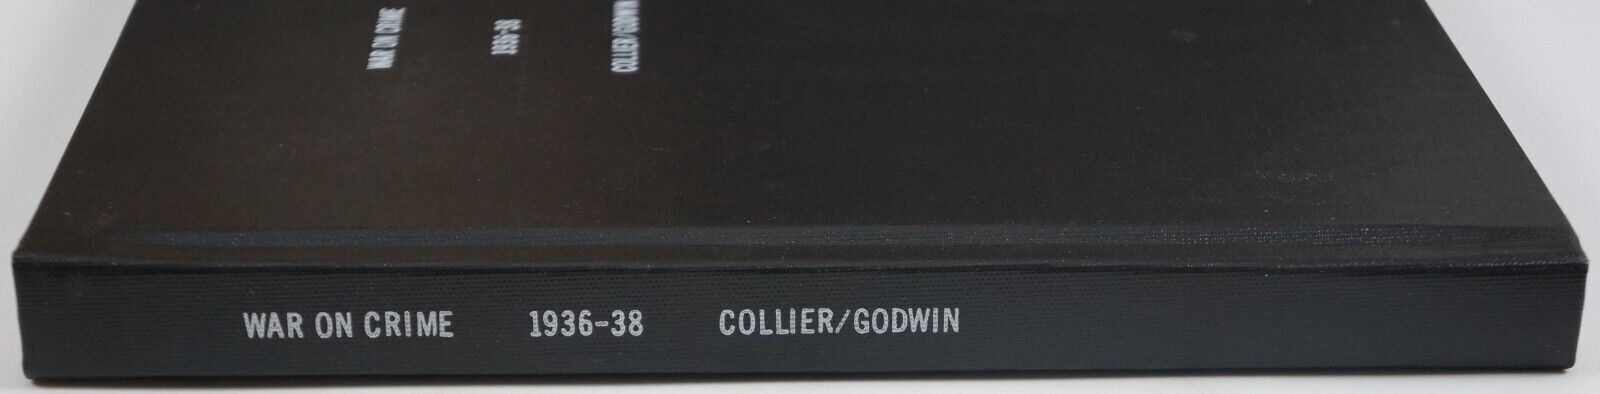 WAR ON CRIME
1936-38
COLLIER/GODWIN
WAR ON CRIME 1936-38 COLLIER/GODWIN